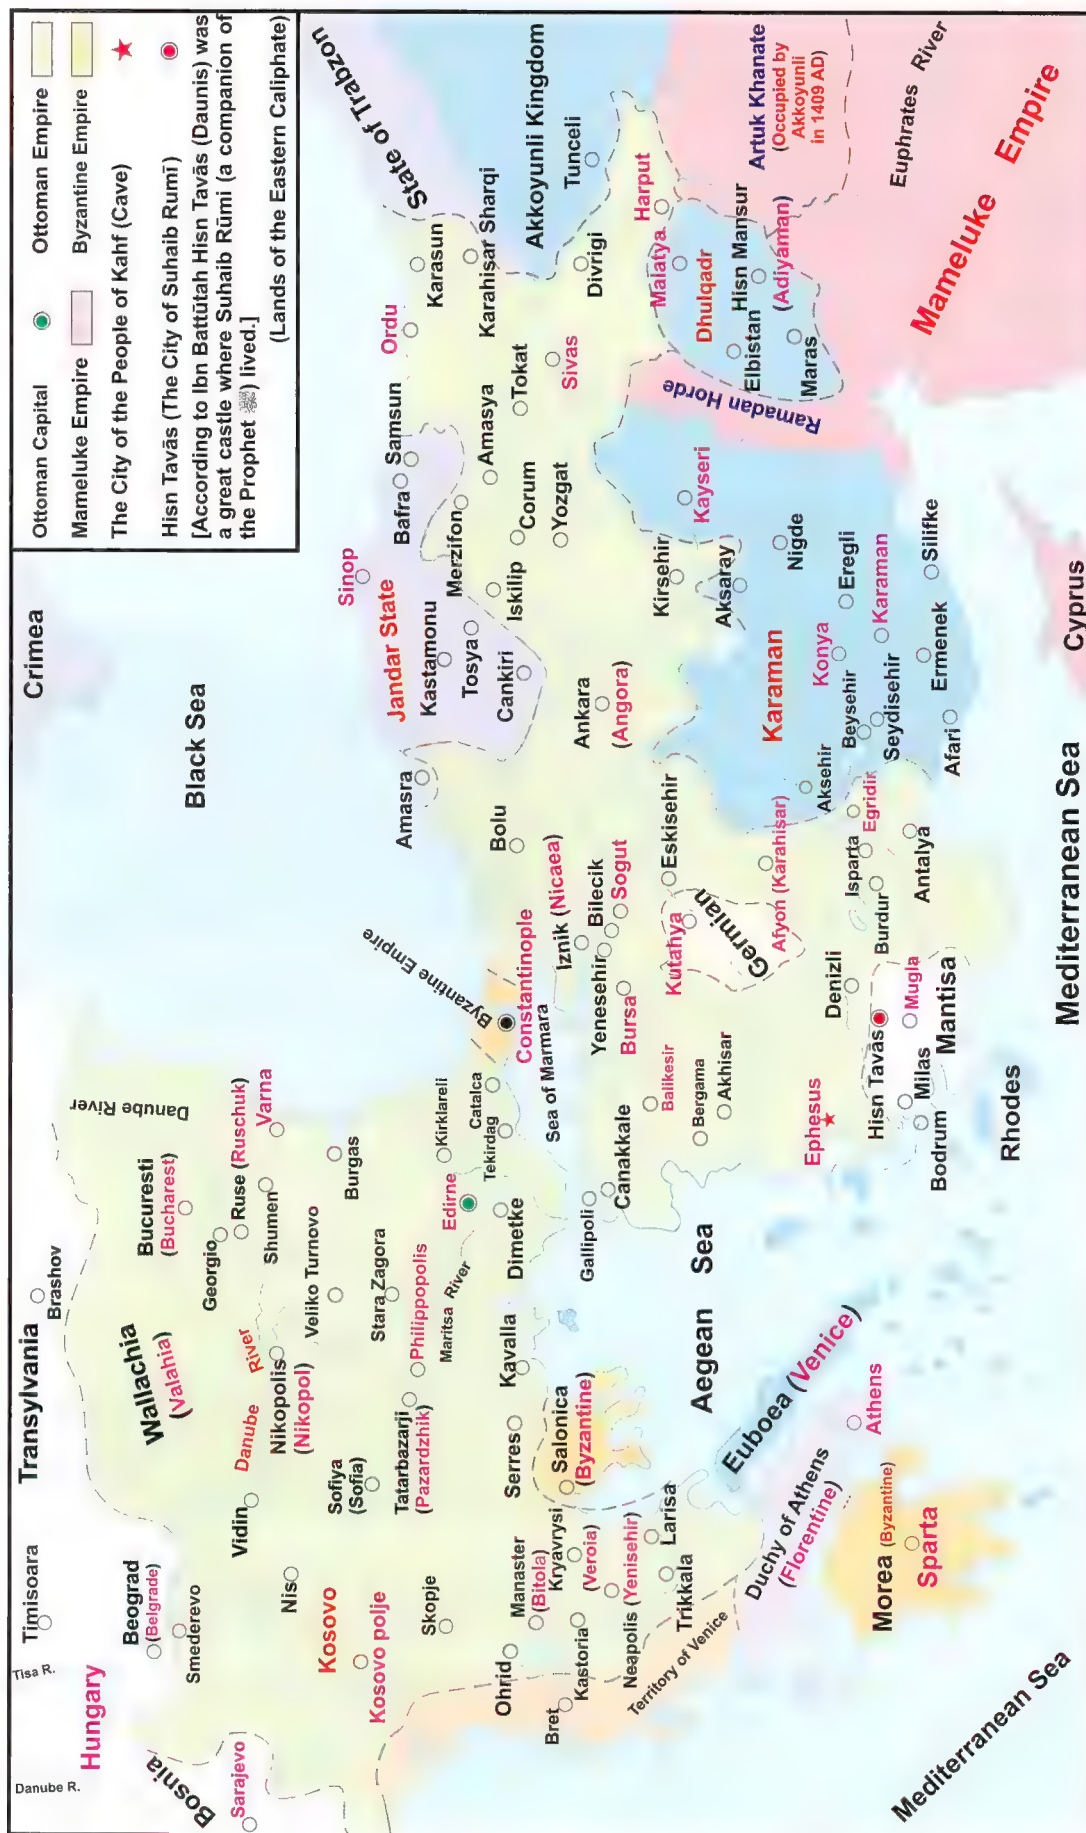 Ottoman Capital
Ottoman Empire
Mameluke Empire
Byzantine Empire
The City of the People of Kahf (Cave)
Hisn Tavās (The City of Suhaib Rumi)
[According to Ibn Battūtah Hisn Tavās (Daunis) was
a great castle where Suhaib Rūmi (a companion of
the Prophet ﷺ) lived.]
(Lands of the Eastern Caliphate)
Danube R.
Tisa R.
Hungary
Timisoara
Transylvania
Brashov
Crimea
Bosnia
Sarajevo
Beograd
(Belgrade)
Smederevo
Wallachia
(Valahia)
Bucuresti
(Bucharest)
Danube River
Georgio
Ruse (Ruschuk)
Varna
Shumen
Vidin
Danube River
Nikopolis
(Nikopol)
Nis
Veliko Turnovo
Burgas
Black Sea
Kosovo
Kosovo polje
Sofiya
(Sofia)
Stara Zagora
Tatarbazarji
(Pazardzhik)
Philippopolis
Maritsa River
Edirne
Kirklareli
Skopje
Tekirdag
Catalca
Byzantine Empire
Constantinople
Sea of Marmara
Ohrid
Manaster
(Bitola)
Serres
Kavalla
Dimetke
Bret
Kastoria
Kryavrysi
(Veroia)
Salonica
(Byzantine)
Gallipoli
Canakkale
Neapolis (Yenisehir)
Territory of Venice
Trikkala
Larisa
Aegean Sea
Euboea (Venice)
Duchy of Athens
(Florentine)
Athens
Morea (Byzantine)
Sparta
Mediterranean Sea
Amasra
Bolu
Iznik (Nicaea)
Bilecik
Yenesehir
Sogut
Bursa
Eskisehir
Balikesir
Kutahya
Germian
Bergama
Akhisar
Afyon (Karahisar)
Ephesus
Denizli
Isparta
Egridir
Burdur
Hisn Tavās
Mugla
Milas
Mantisa
Bodrum
Antalya
Rhodes
Mediterranean Sea
Sinop
Jandar State
Kastamonu
Tosya
Cankiri
Bafra
Samsun
Merzifon
Amasya
Iskilip
Corum
Yozgat
Ankara
(Angora)
Tokat
Sivas
Ordu
Karasun
State of Trabzon
Karahisar Sharqi
Akkoyunli Kingdom
Tunceli
Divrigi
Kirsehir
Kayseri
Aksaray
Karaman
Nigde
Aksehir
Konya
Eregli
Beysehir
Seydisehir
Karaman
Ermenek
Silifke
Afari
Cyprus
Ramadan Horde
Harput
Malatya
Dhulqadr
Elbistan
Hisn Mansur
(Adiyāman)
Maras
Artuk Khanate
(Occupied by
Akkoyunli
in 1409 AD)
Euphrates River
Mameluke Empire